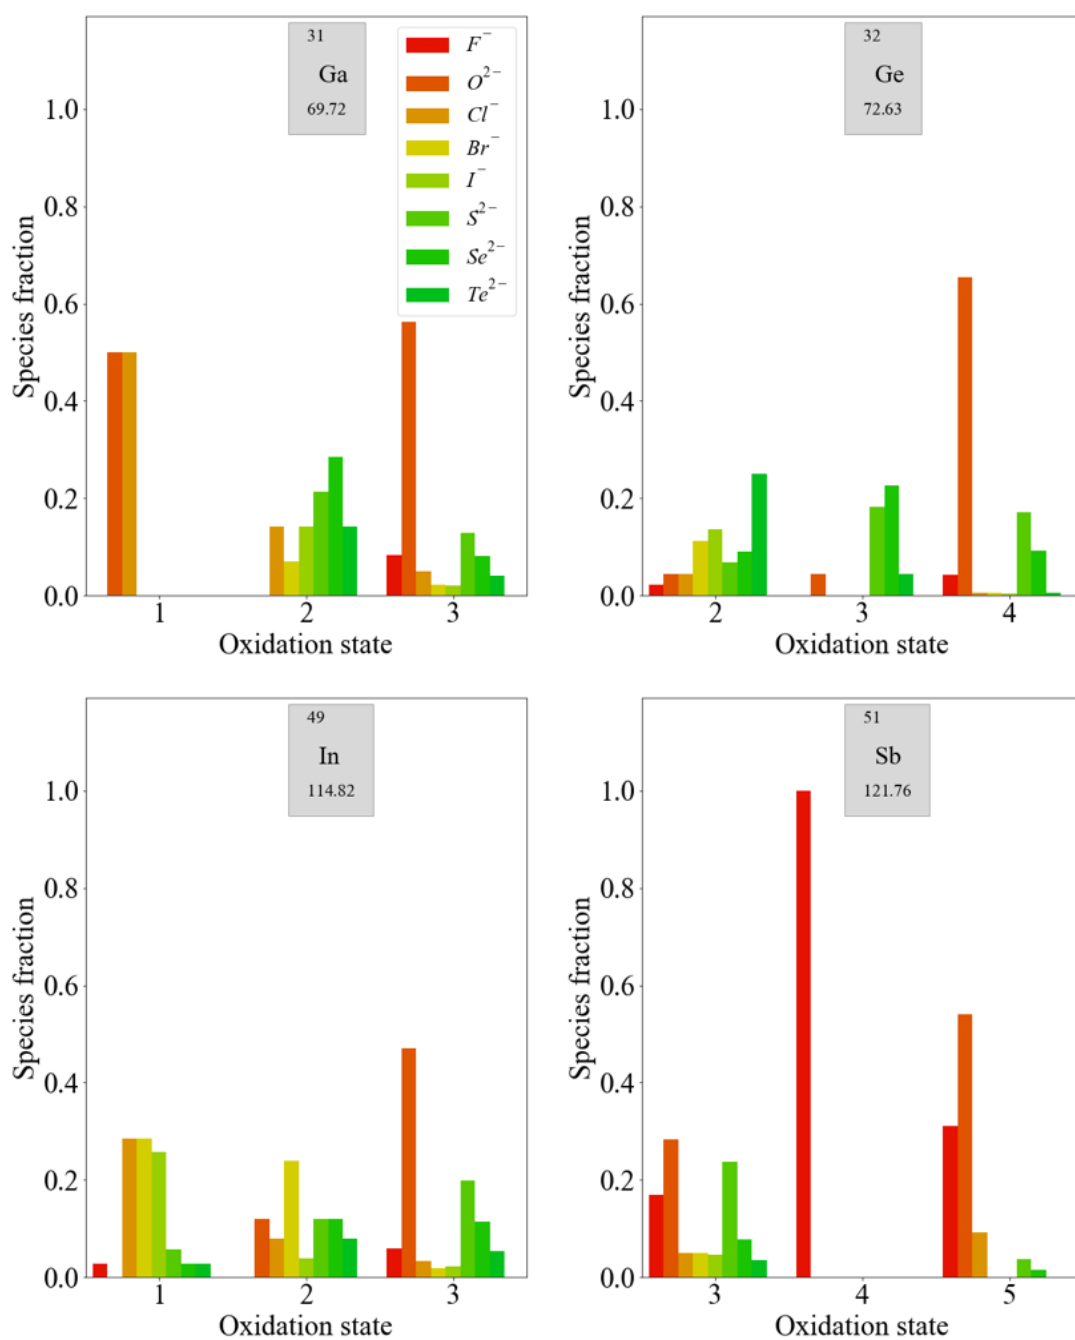 31
Ga
69.72
F⁻
O²⁻
Cl⁻
Br⁻
I⁻
S²⁻
Se²⁻
Te²⁻
Species fraction
1.0
0.8
0.6
0.4
0.2
0.0
1 2 3
Oxidation state
32
Ge
72.63
Species fraction
1.0
0.8
0.6
0.4
0.2
0.0
2 3 4
Oxidation state
49
In
114.82
Species fraction
1.0
0.8
0.6
0.4
0.2
0.0
1 2 3
Oxidation state
51
Sb
121.76
Species fraction
1.0
0.8
0.6
0.4
0.2
0.0
3 4 5
Oxidation state